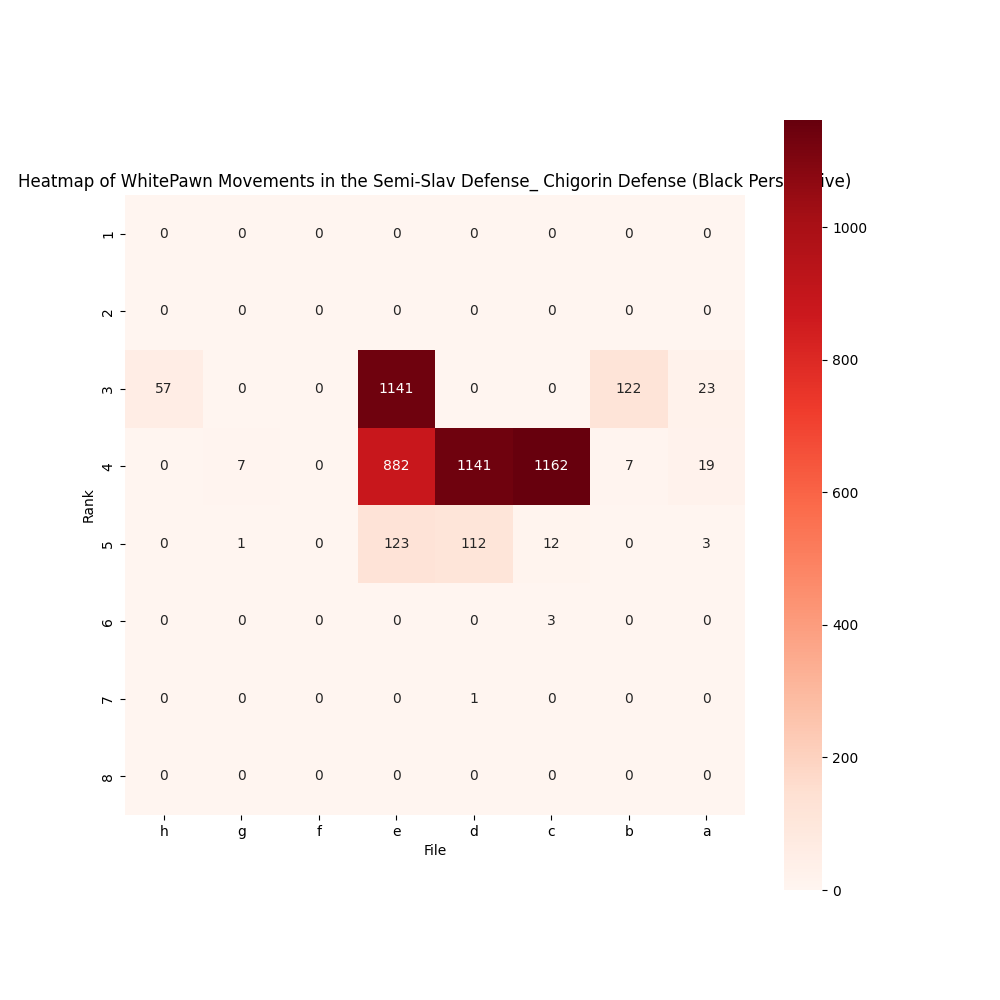 Heatmap of WhitePawn Movements in the Semi-Slav Defense_ Chigorin Defense (Black Pers ive)
1 0 0 0 0 0 0 0 0
1000
2 0 0 0 0 0 0 0 0
800
3 57 0 0 1141 0 0 122 23
4 0 7 0 882 1141 1162 7 19
Rank
600
5 0 1 0 123 112 12 0 3
400
6 0 0 0 0 0 3 0 0
7 0 0 0 0 1 0 0 0
200
8 0 0 0 0 0 0 0 0
h g f e d c b a
File
0